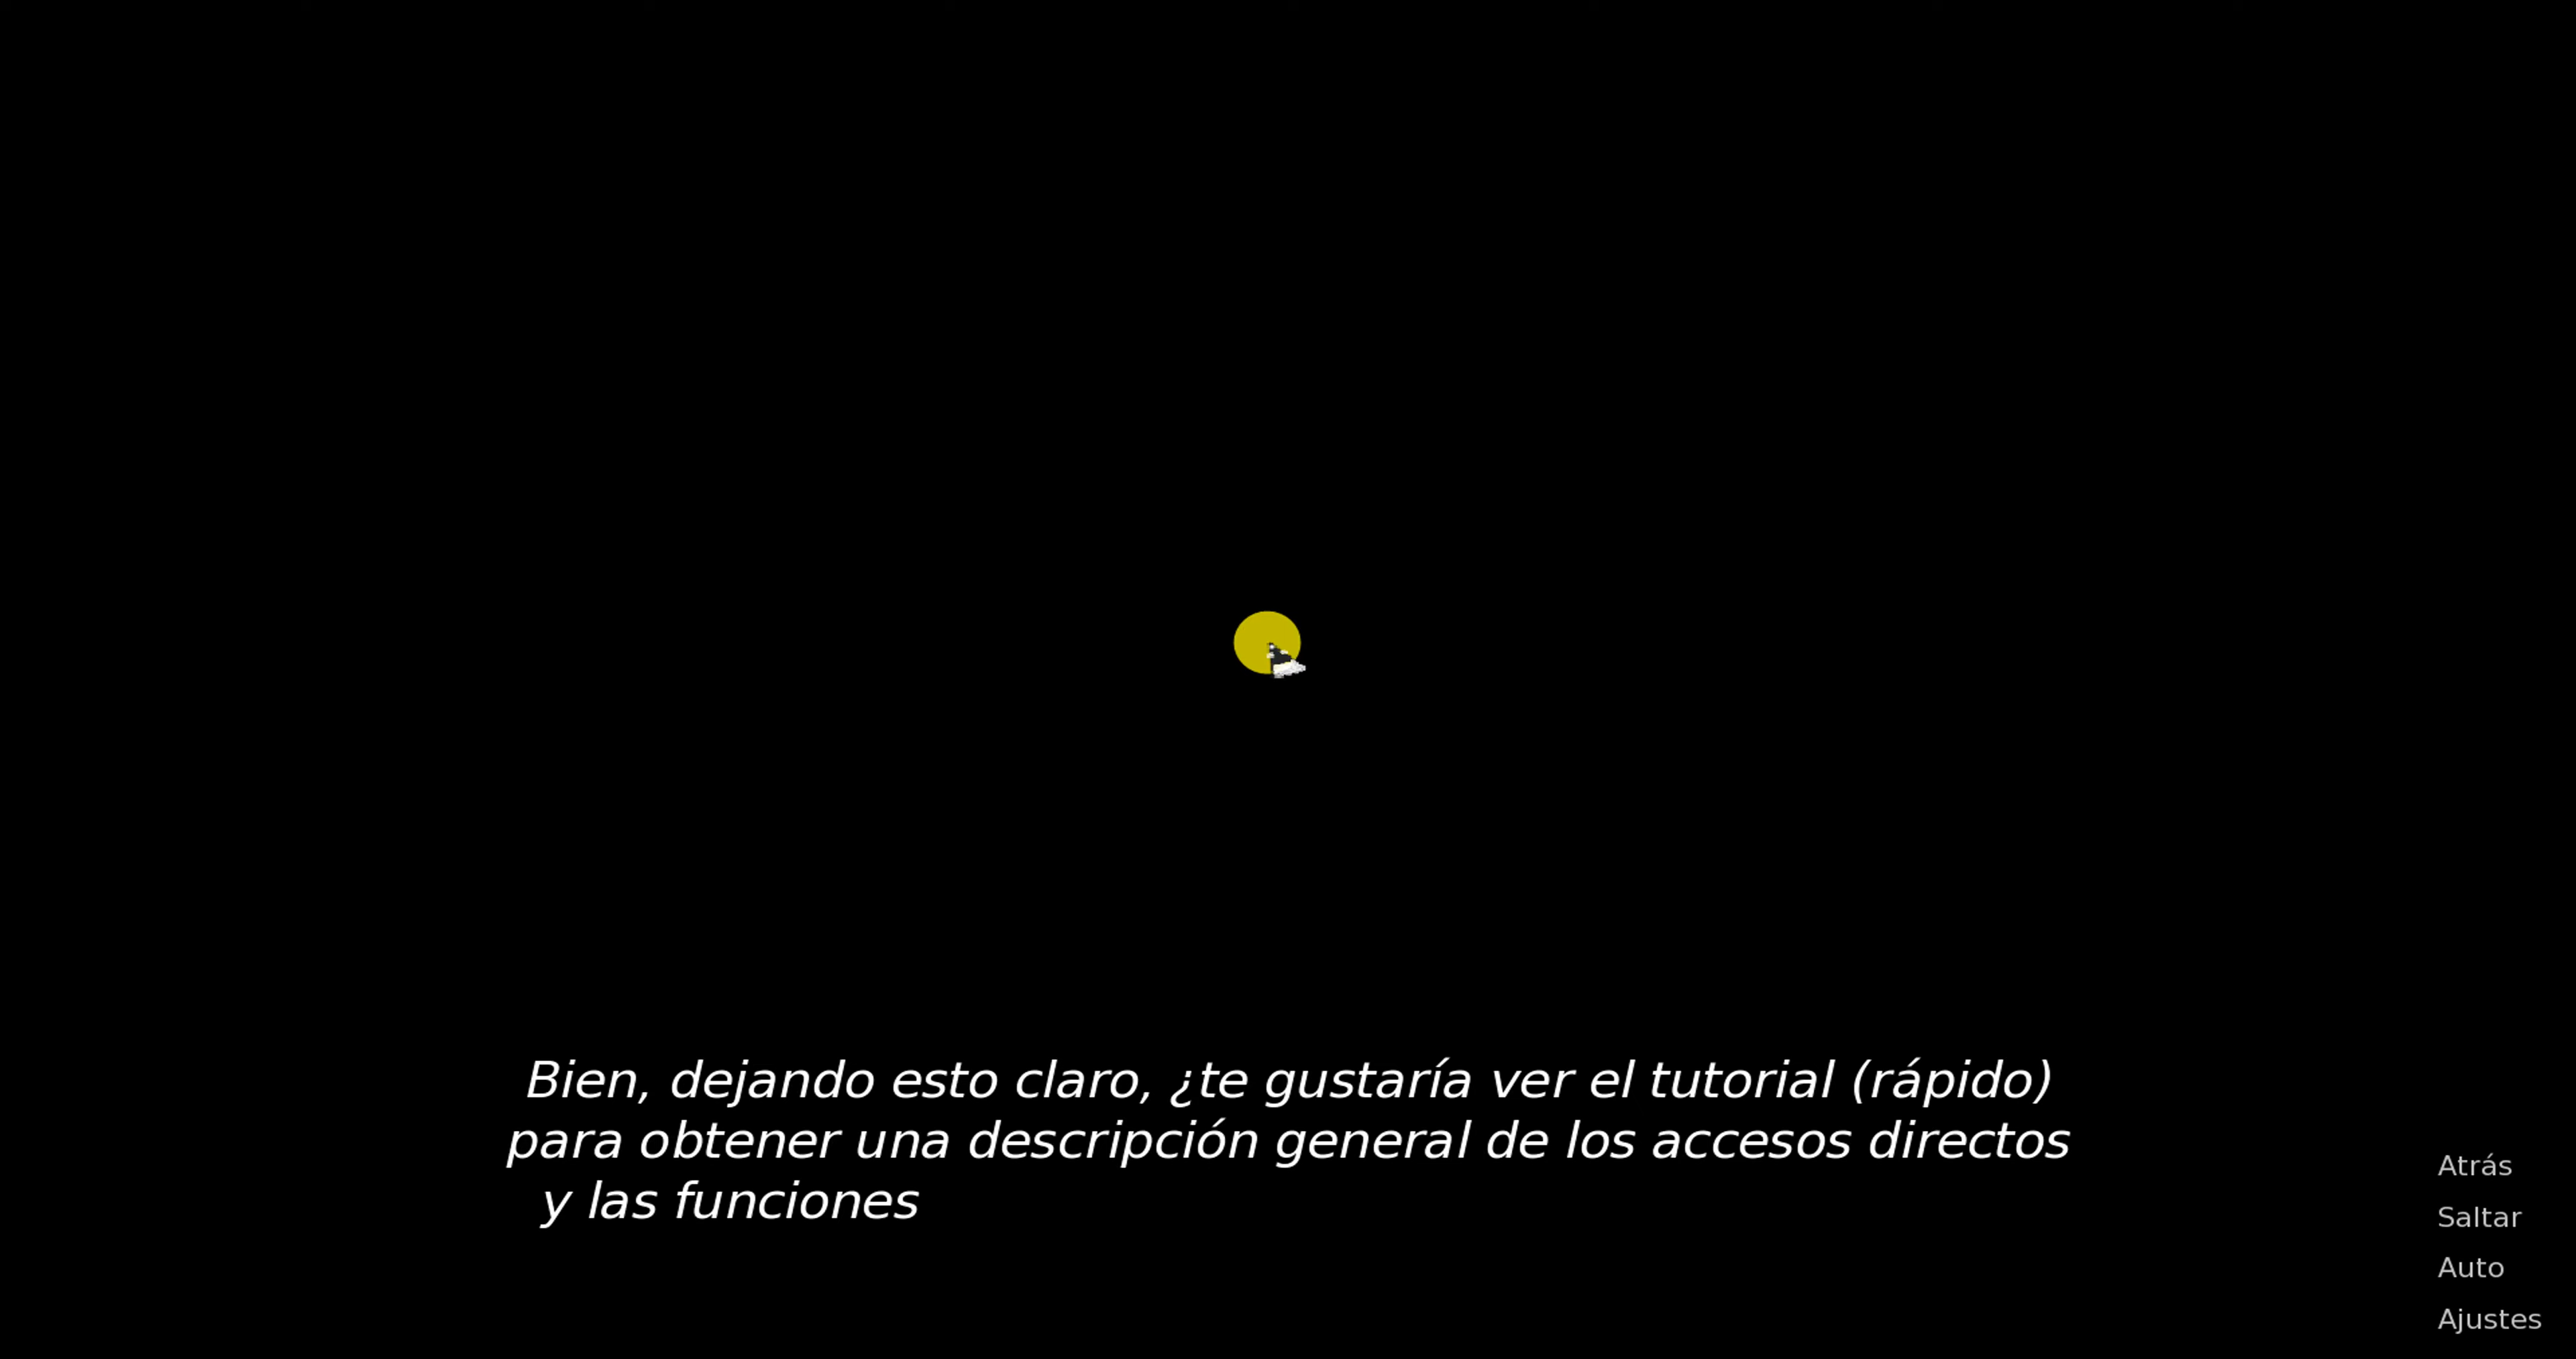 Bien, dejando esto claro, ¿te gustaría ver el tutorial (rápido)
para obtener una descripción general de los accesos directos
y las funciones
Atrás
Saltar
Auto
Ajustes